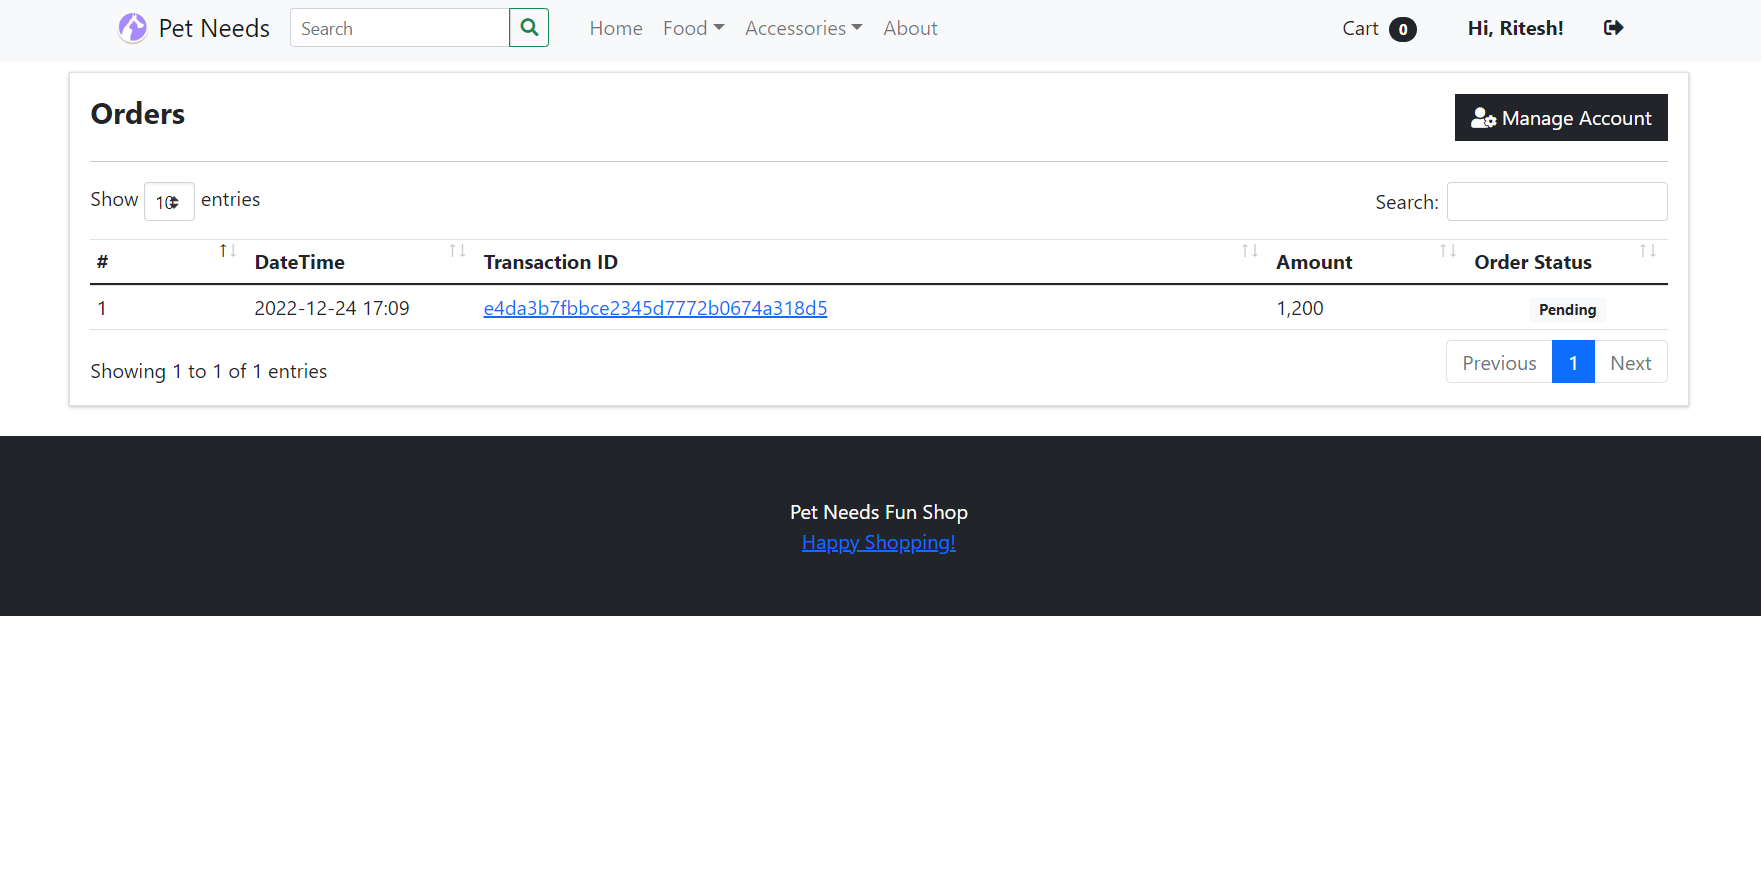 Pet Needs Search Home Food Accessories About Cart 0 Hi, Ritesh!
Orders
Manage Account
Show 10 entries
Search:
# DateTime Transaction ID Amount Order Status
1 2022-12-24 17:09 e4da3b7fbbce2345d7772b0674a318d5 1,200 Pending
Showing 1 to 1 of 1 entries
Previous 1 Next
Pet Needs Fun Shop
Happy Shopping!